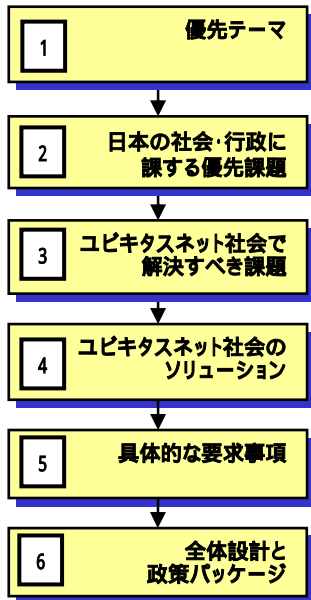 1
優先テーマ
2
日本の社会・行政に
課する優先課題
3
ユビキタスネット社会で
解決すべき課題
4
ユビキタスネット社会の
ソリューション
5
具体的な要求事項
6
全体設計と
政策パッケージ